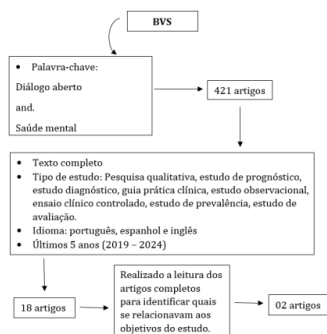 BVS
• Palavra-chave:
Diálogo aberto
and.
Saúde mental
421 artigos
• Texto completo
• Tipo de estudo: Pesquisa qualitativa, estudo de prognóstico,
estudo diagnóstico, guia prática clínica, estudo observacional,
ensaio clínico controlado, estudo de prevalência, estudo de
avaliação.
• Idioma: português, espanhol e inglês
• Últimos 5 anos (2019 – 2024)
18 artigos
Realizado a leitura dos
artigos completos
para identificar quais
se relacionavam aos
objetivos do estudo.
02 artigos